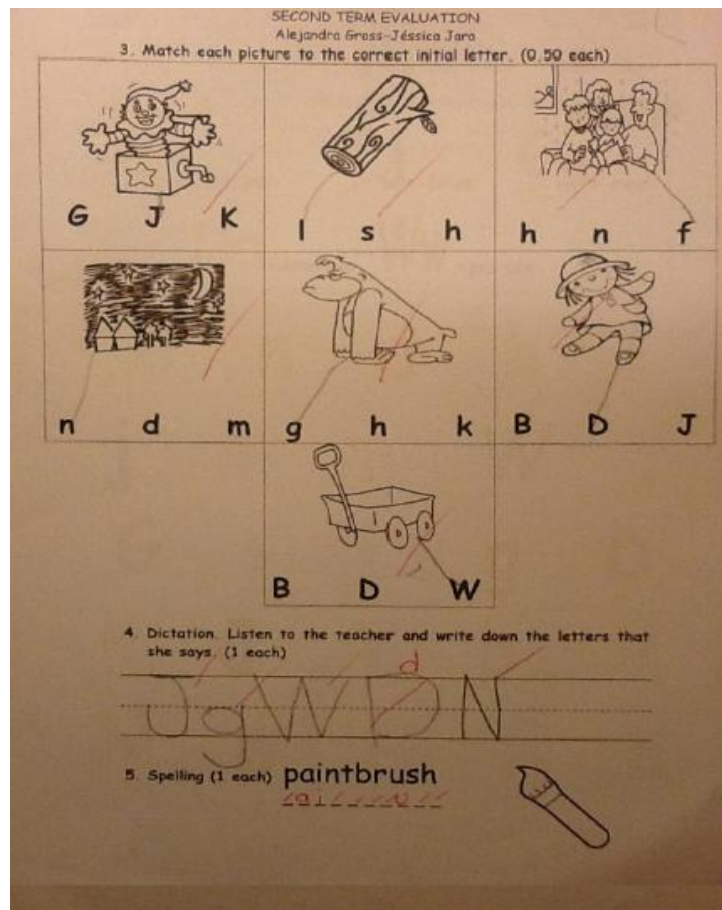 SECOND TERM EVALUATION
Alejandra Gross-Jéssica Jara
3. Match each picture to the correct initial letter. (0.50 each)
G J K
l s h
h n f
n d m
g h k
B D J
B D W
4. Dictation. Listen to the teacher and write down the letters that
she says. (1 each)
d
J g W D N
5. Spelling (1 each) paintbrush